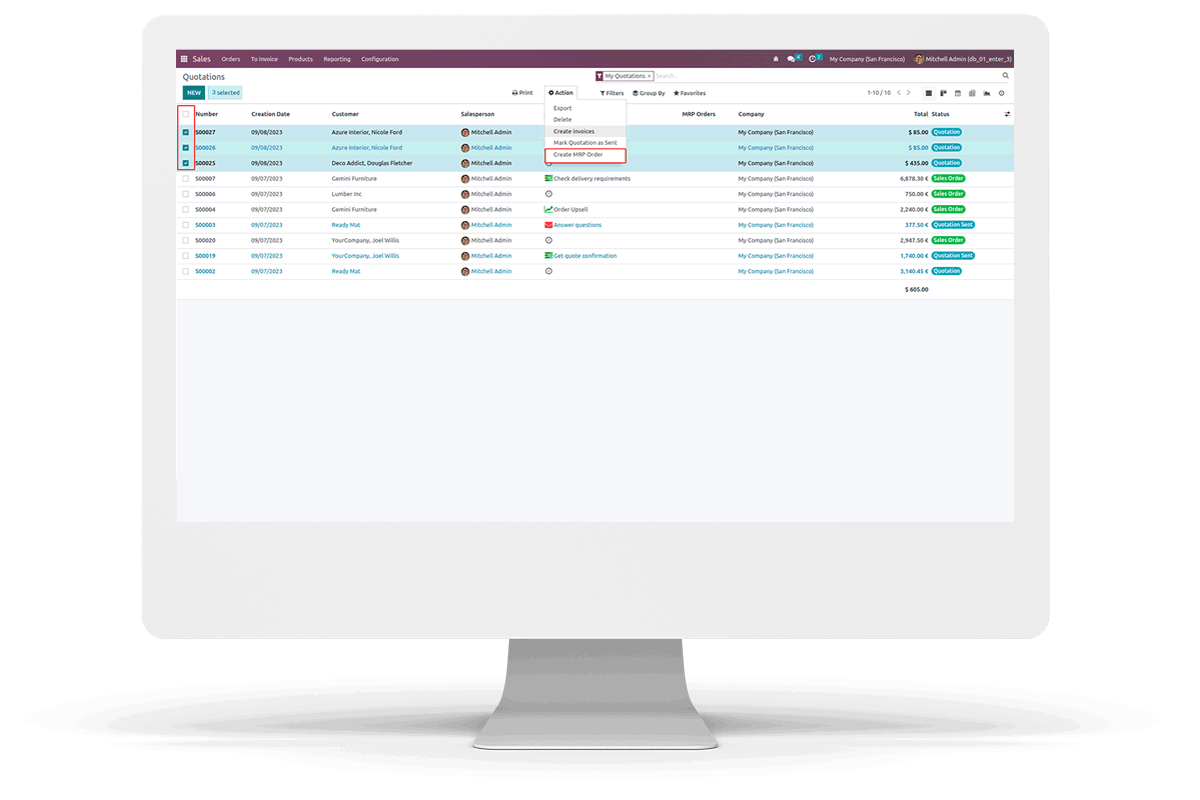 Sales Orders To Invoice Products Reporting Configuration 4 2 My Company (San Francisco) Mitchell Admin (db_01_enter_3)
Quotations My Quotations × Search...
NEW 3 selected Print Action Filters Group By Favorites 1-10 / 10
Export
Delete
Create invoices
Mark Quotation as Sent
Create MRP Order
Number Creation Date Customer Salesperson MRP Orders Company Total Status
S00027 09/08/2023 Azure Interior, Nicole Ford Mitchell Admin My Company (San Francisco) $ 85.00 Quotation
S00026 09/08/2023 Azure Interior, Nicole Ford Mitchell Admin My Company (San Francisco) $ 85.00 Quotation
S00025 09/08/2023 Deco Addict, Douglas Fletcher Mitchell Admin My Company (San Francisco) $ 435.00 Quotation
S00007 09/07/2023 Gemini Furniture Mitchell Admin Check delivery requirements My Company (San Francisco) 6,878.30 € Sales Order
S00006 09/07/2023 Lumber Inc Mitchell Admin My Company (San Francisco) 750.00 € Sales Order
S00004 09/07/2023 Gemini Furniture Mitchell Admin Order Upsell My Company (San Francisco) 2,240.00 € Sales Order
S00003 09/07/2023 Ready Mat Mitchell Admin Answer questions My Company (San Francisco) 377.50 € Quotation Sent
S00020 09/07/2023 YourCompany, Joel Willis Mitchell Admin My Company (San Francisco) 2,947.50 € Sales Order
S00019 09/07/2023 YourCompany, Joel Willis Mitchell Admin Get quote confirmation My Company (San Francisco) 1,740.00 € Quotation Sent
S00002 09/07/2023 Ready Mat Mitchell Admin My Company (San Francisco) 3,140.45 € Quotation
$ 605.00